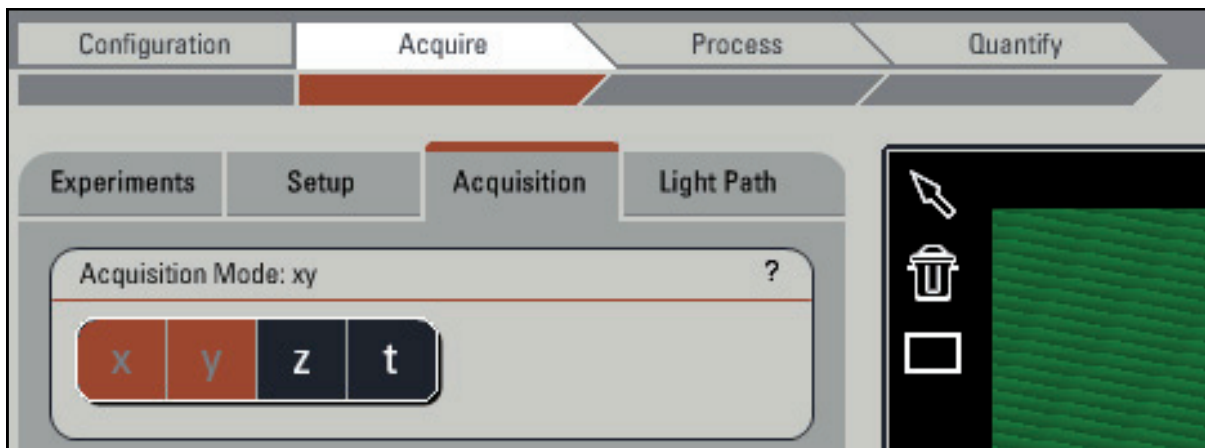 Configuration Acquire Process Quantify
Experiments Setup Acquisition Light Path
Acquisition Mode: xy ?
x y z t